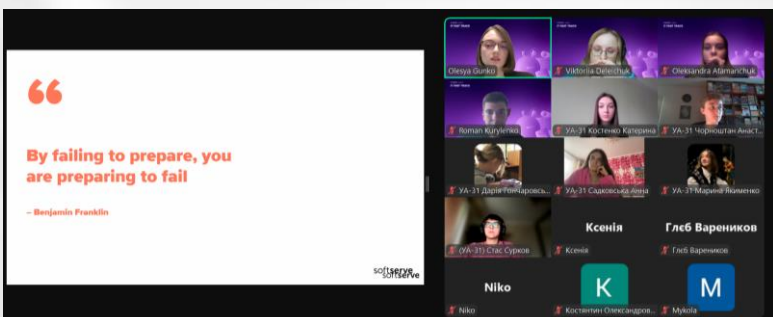 “
By failing to prepare, you
are preparing to fail
– Benjamin Franklin
softserve
softserve
Olesya Gunko
Viktoriia Deleichuk
Oleksandra Atamanchuk
Roman Kurylenko
УА-31 Костенко Катерина
УА-31 Чорноштан Анаст...
УА-31 Дарія Гончаровсь...
УА-31 Садковська Анна
УА-31 Марина Якименко
(УА-31) Стас Сурков
Ксенія
Ксенія
Глєб Вареников
Глєб Вареников
Niko
Niko
К
Костянтин Олександров...
M
Mykola